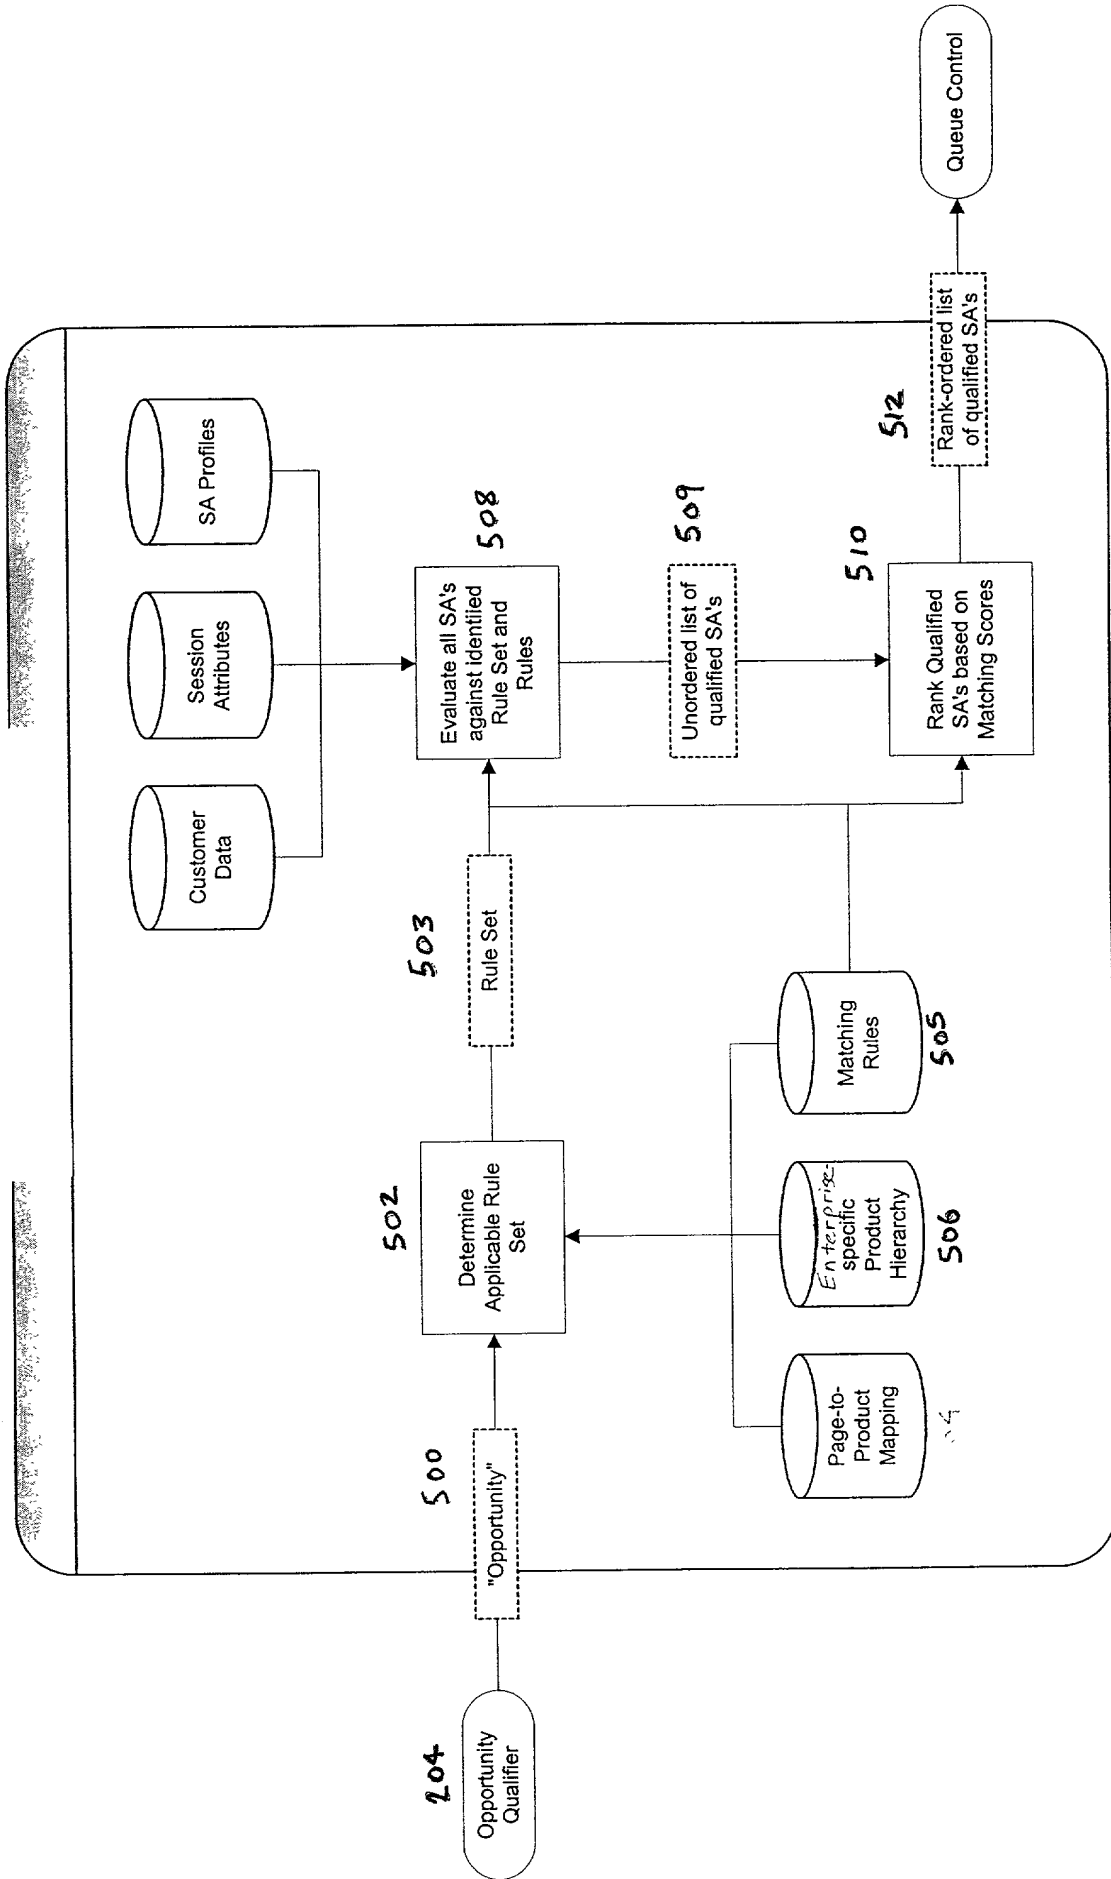 204
Opportunity
Qualifier
500
"Opportunity"
502
Determine
Applicable Rule
Set
Page-to-
Product
Mapping
Enterprise-
specific
Product
Hierarchy
506
Matching
Rules
505
503
Rule Set
Customer
Data
Session
Attributes
SA Profiles
508
Evaluate all SA's
against identiied
Rule Set and
Rules
509
Unordered list of
qualified SA's
510
Rank Qualified
SA's based on
Matching Scores
512
Rank-ordered list
of qualified SA's
Queue Control